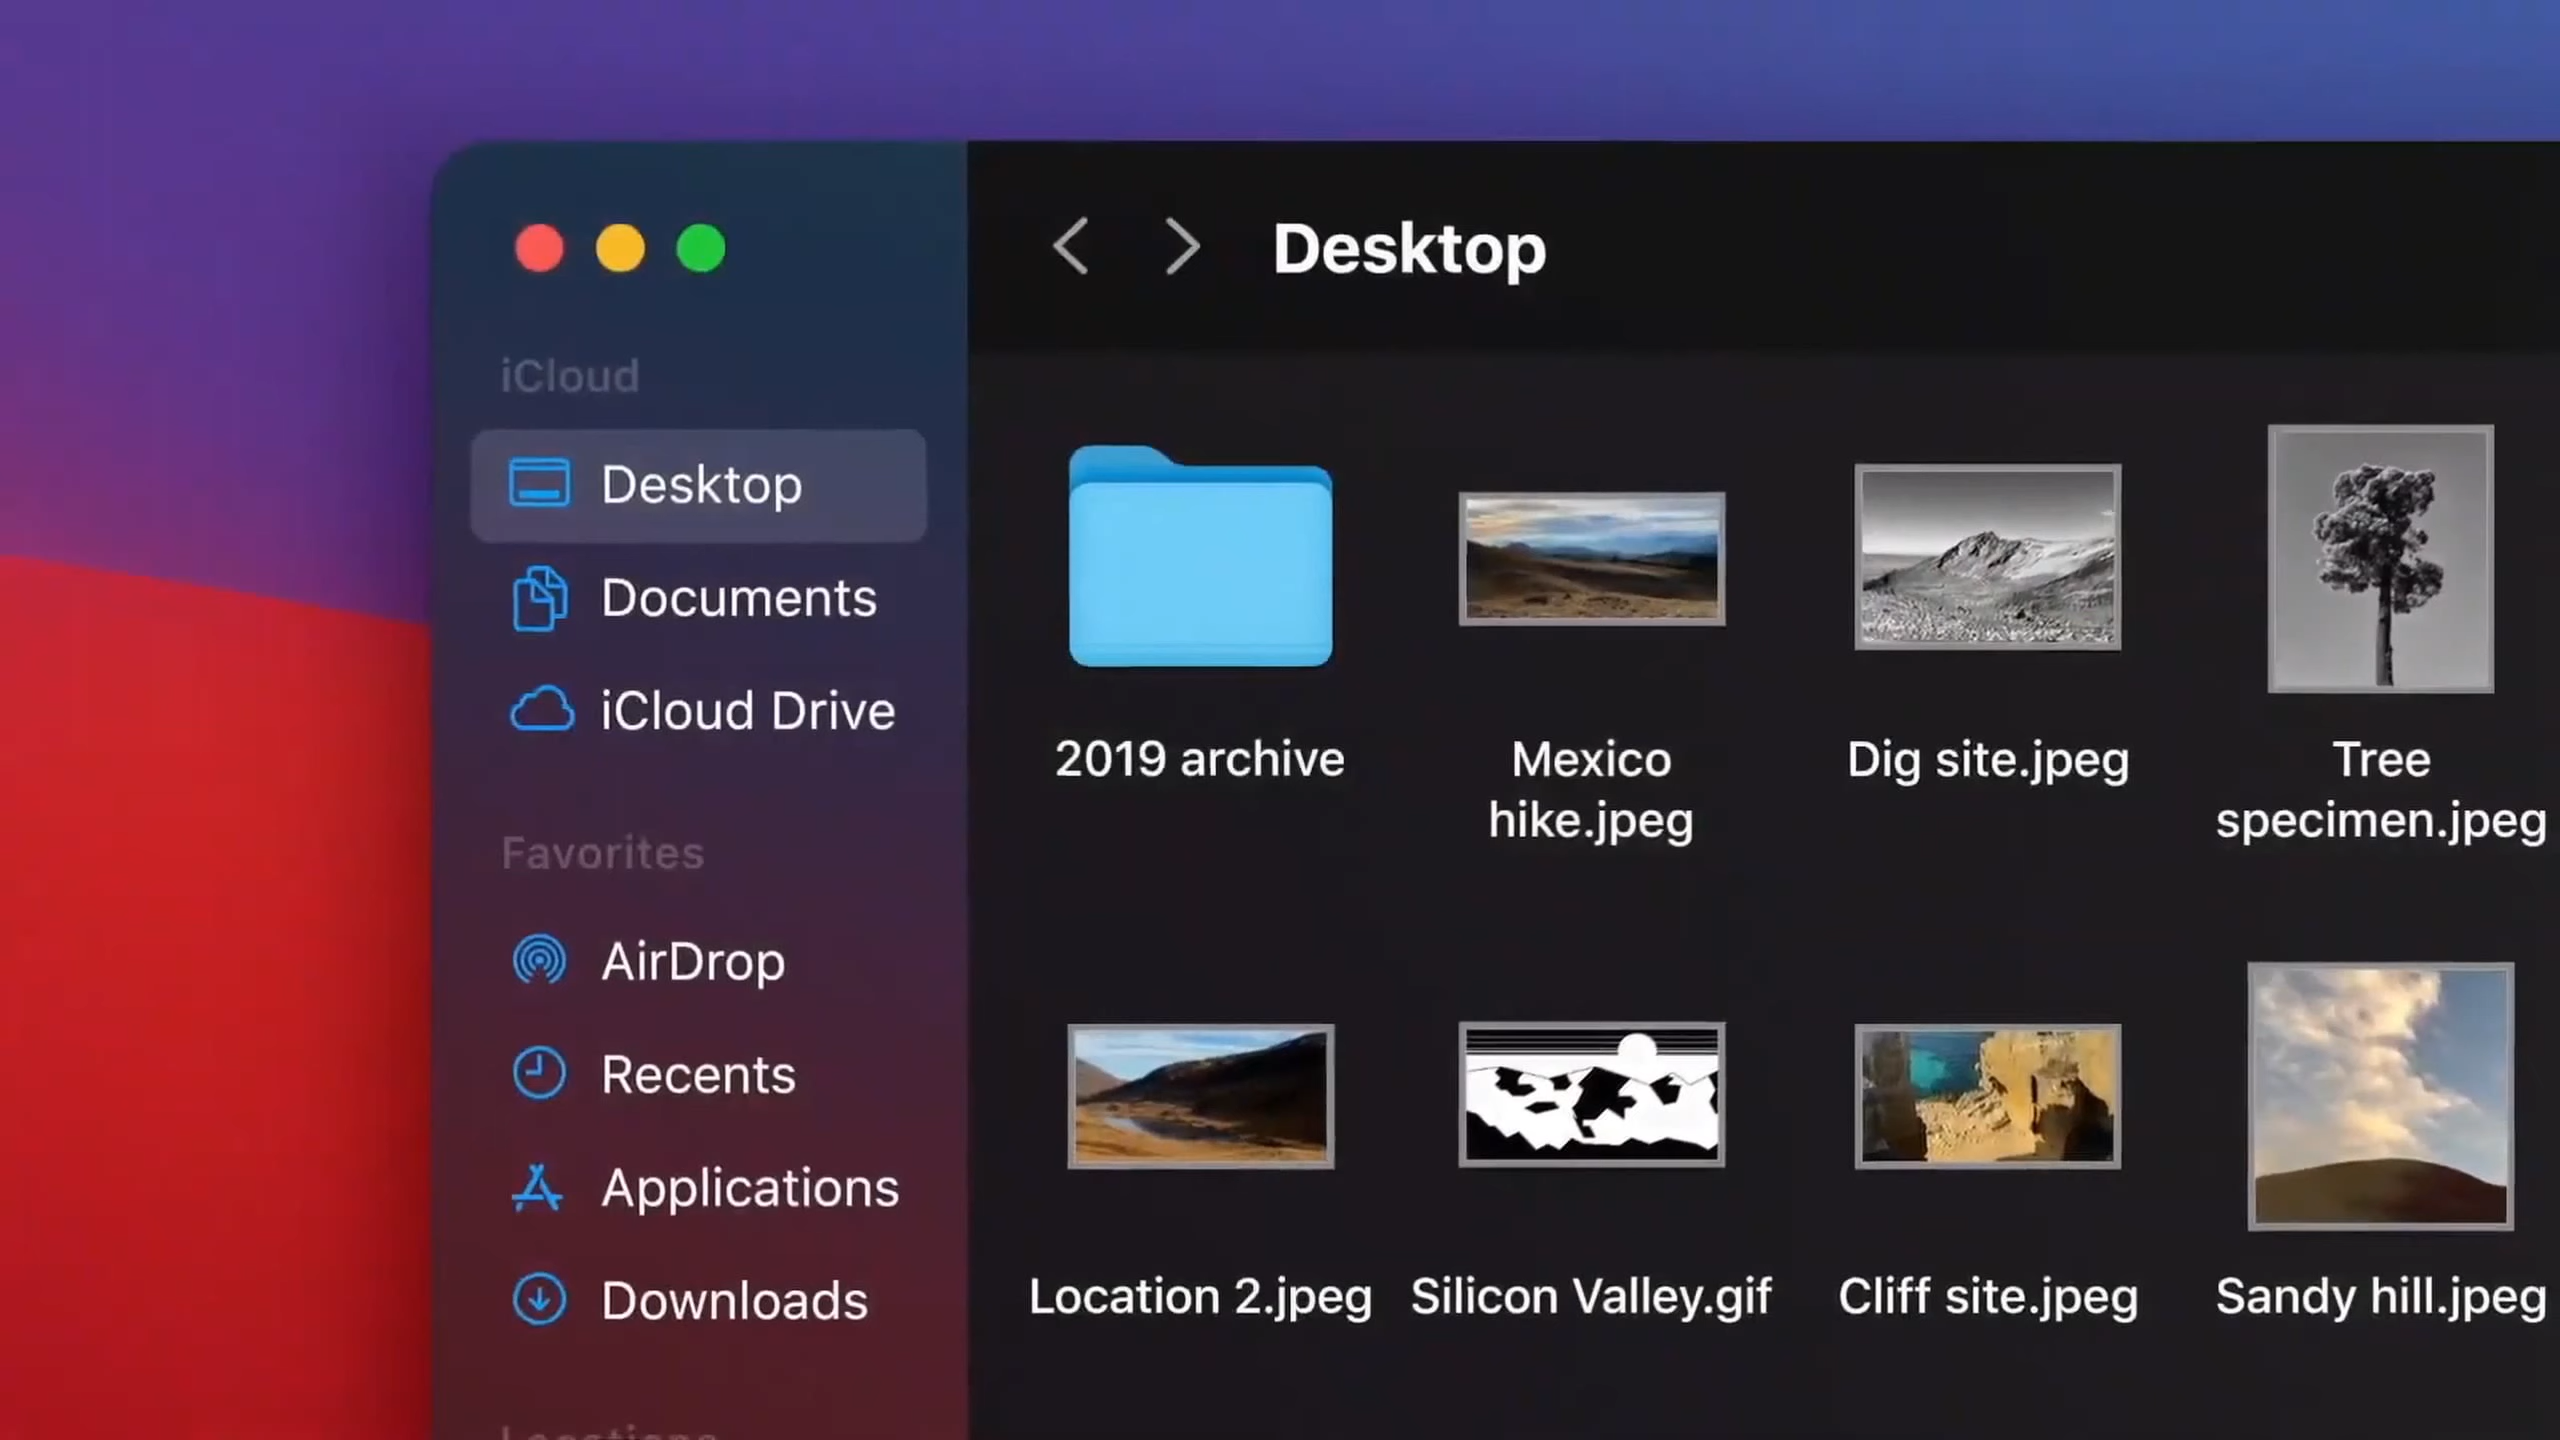 Desktop
iCloud
Desktop
Documents
iCloud Drive
Favorites
AirDrop
Recents
Applications
Downloads
Locations
2019 archive
Mexico
hike.jpeg
Dig site.jpeg
Tree
specimen.jpeg
Location 2.jpeg
Silicon Valley.gif
Cliff site.jpeg
Sandy hill.jpeg